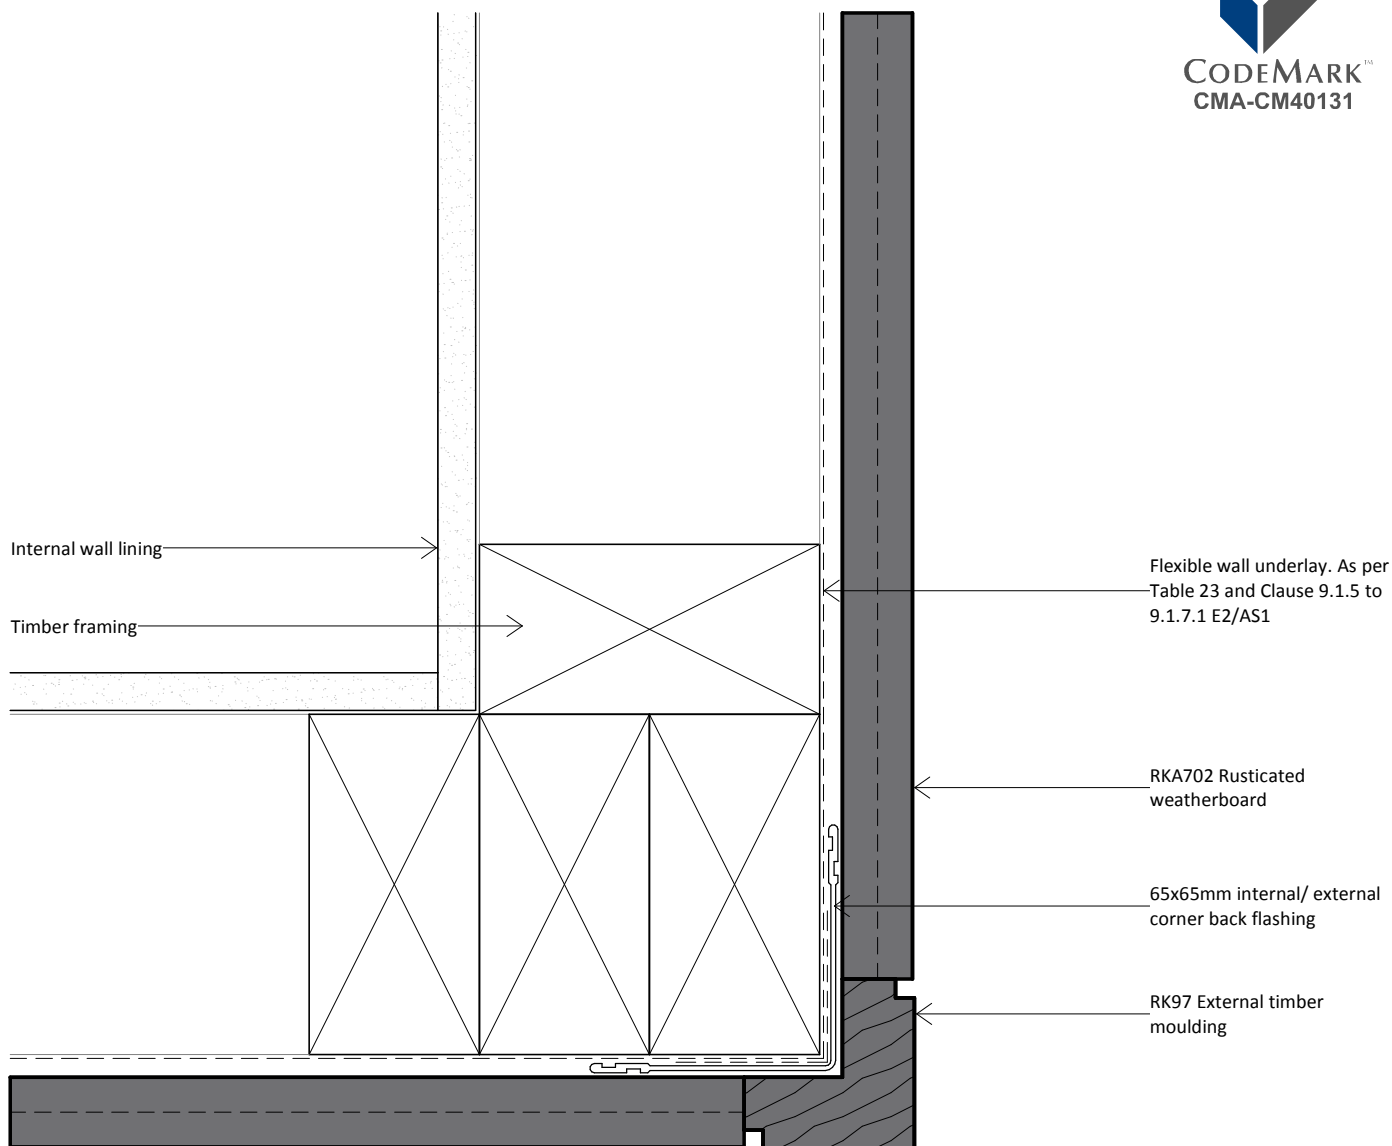 CODEMARK™
CMA-CM40131
Internal wall lining
Timber framing
Flexible wall underlay. As per
Table 23 and Clause 9.1.5 to
9.1.7.1 E2/AS1
RKA702 Rusticated
weatherboard
65x65mm internal/ external
corner back flashing
RK97 External timber
moulding